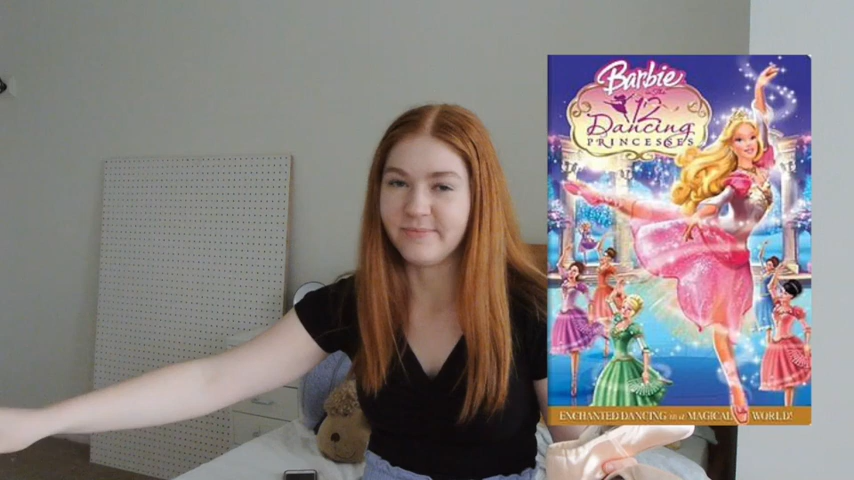 Barbie
in The
12
Dancing
PRINCESSES
ENCHANTED DANCING IN A MAGICAL WORLD!